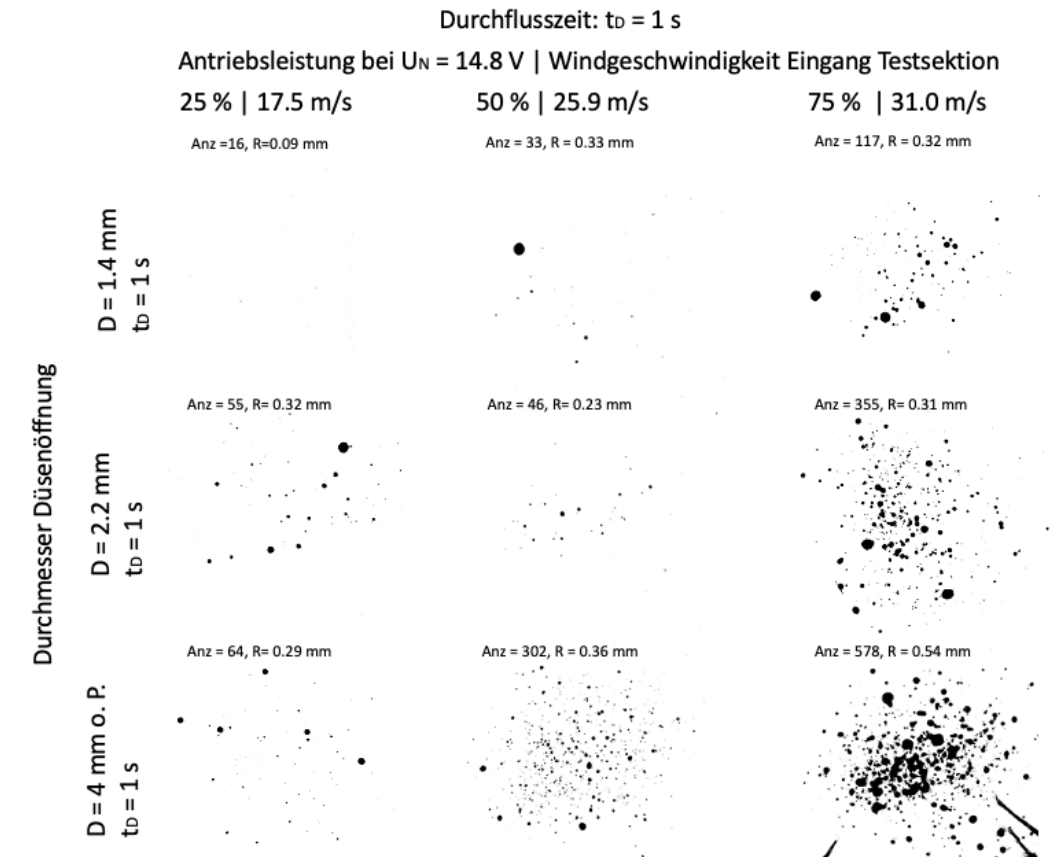 Durchflusszeit: tD = 1 s
Antriebsleistung bei UN = 14.8 V | Windgeschwindigkeit Eingang Testsektion
25 % | 17.5 m/s
50 % | 25.9 m/s
75 % | 31.0 m/s
Anz =16, R=0.09 mm
Anz = 33, R = 0.33 mm
Anz = 117, R = 0.32 mm
Durchmesser Düsenöffnung
D = 1.4 mm
tD = 1 s
Anz = 55, R= 0.32 mm
Anz = 46, R= 0.23 mm
Anz = 355, R= 0.31 mm
D = 2.2 mm
tD = 1 s
Anz = 64, R= 0.29 mm
Anz = 302, R = 0.36 mm
Anz = 578, R = 0.54 mm
D = 4 mm o. P.
tD = 1 s